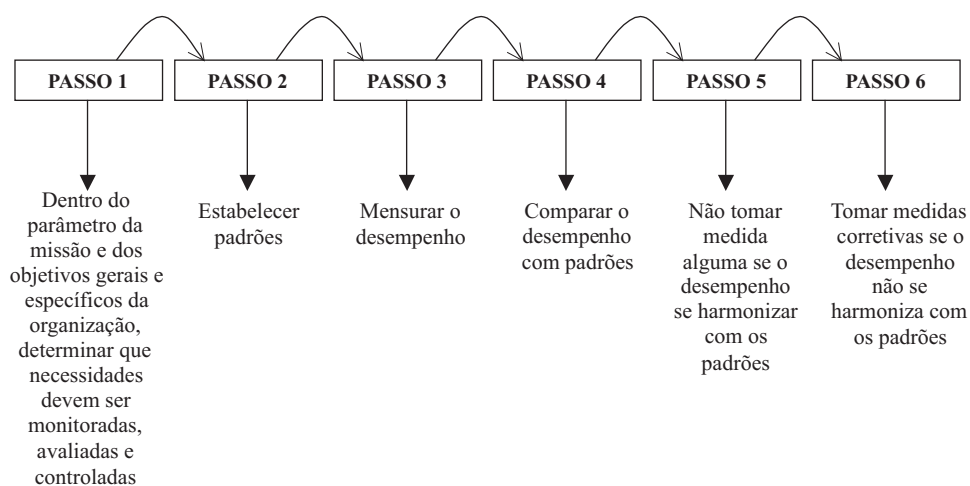 PASSO 1
PASSO 2
PASSO 3
PASSO 4
PASSO 5
PASSO 6
Dentro do
parâmetro da
missão e dos
objetivos gerais e
específicos da
organização,
determinar que
necessidades
devem ser
monitoradas,
avaliadas e
controladas
Estabelecer
padrões
Mensurar o
desempenho
Comparar o
desempenho
com padrões
Não tomar
medida
alguma se o
desempenho
se harmonizar
com os
padrões
Tomar medidas
corretivas se o
desempenho
não se
harmoniza com
os padrões